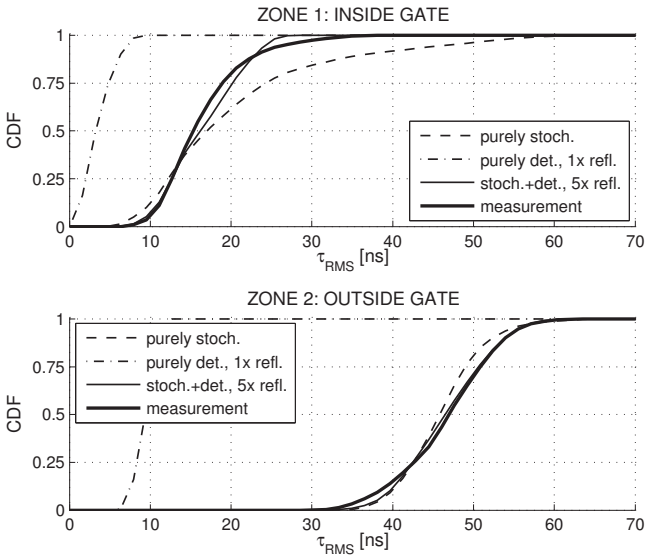 ZONE 1: INSIDE GATE
1
0.75
0.5
0.25
0
CDF
purely stoch.
purely det., 1x refl.
stoch.+det., 5x refl.
measurement
0 10 20 30 40 50 60 70
τRMS [ns]
ZONE 2: OUTSIDE GATE
1
0.75
0.5
0.25
0
CDF
purely stoch.
purely det., 1x refl.
stoch.+det., 5x refl.
measurement
0 10 20 30 40 50 60 70
τRMS [ns]